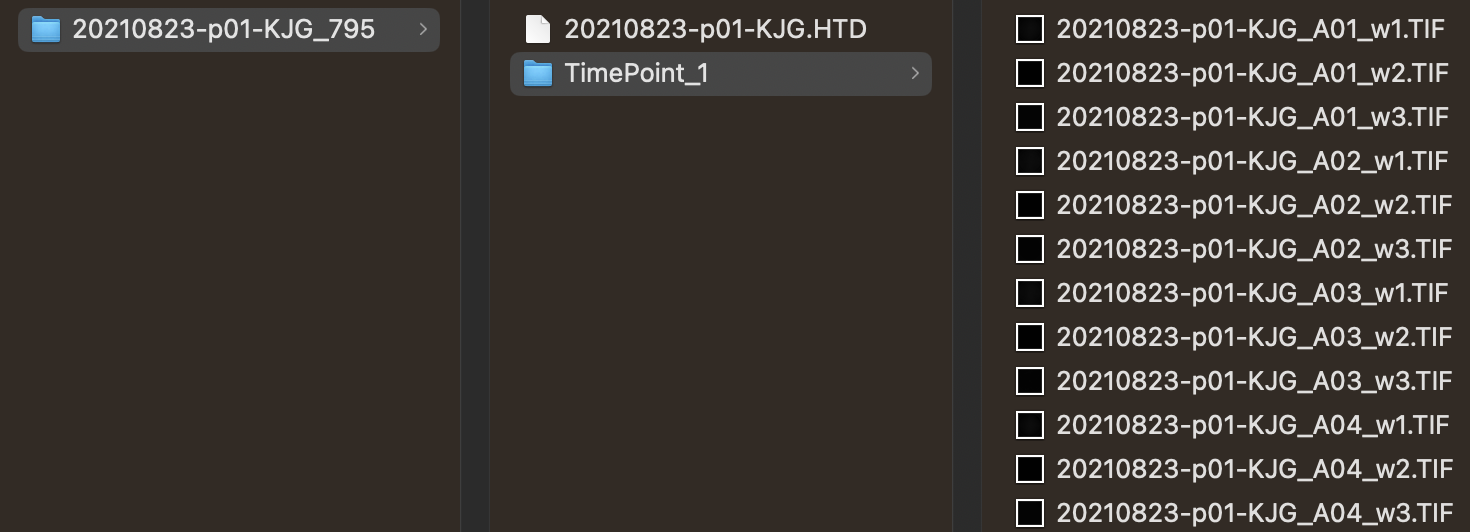 20210823-p01-KJG_795
20210823-p01-KJG.HTD
TimePoint_1
20210823-p01-KJG_A01_w1.TIF
20210823-p01-KJG_A01_w2.TIF
20210823-p01-KJG_A01_w3.TIF
20210823-p01-KJG_A02_w1.TIF
20210823-p01-KJG_A02_w2.TIF
20210823-p01-KJG_A02_w3.TIF
20210823-p01-KJG_A03_w1.TIF
20210823-p01-KJG_A03_w2.TIF
20210823-p01-KJG_A03_w3.TIF
20210823-p01-KJG_A04_w1.TIF
20210823-p01-KJG_A04_w2.TIF
20210823-p01-KJG_A04_w3.TIF